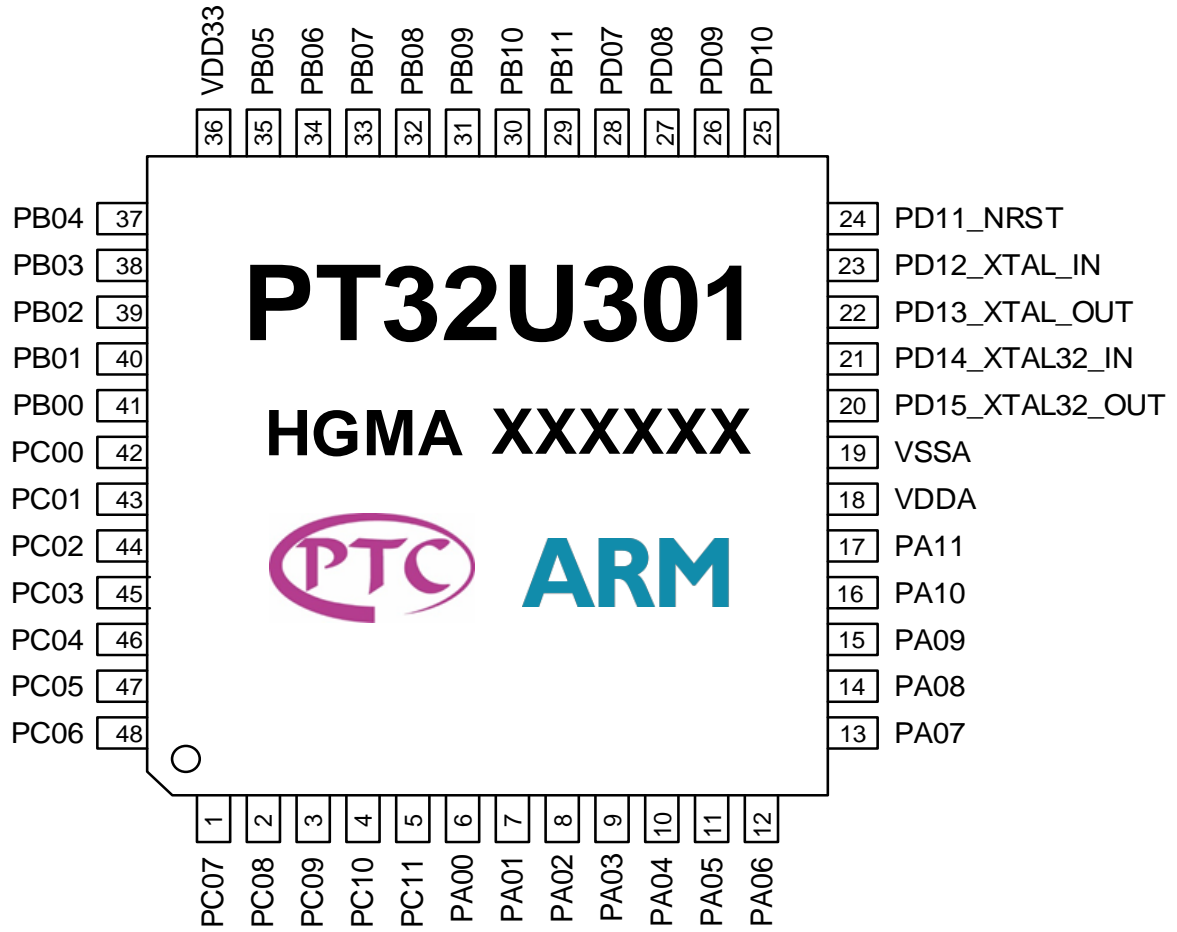 VDD33 PB05 PB06 PB07 PB08 PB09 PB10 PB11 PD07 PD08 PD09 PD10
36 35 34 33 32 31 30 29 28 27 26 25
PB04 37
PB03 38
PB02 39
PB01 40
PB00 41
PC00 42
PC01 43
PC02 44
PC03 45
PC04 46
PC05 47
PC06 48
PT32U301
HGMA XXXXXX
PTC ARM
24 PD11_NRST
23 PD12_XTAL_IN
22 PD13_XTAL_OUT
21 PD14_XTAL32_IN
20 PD15_XTAL32_OUT
19 VSSA
18 VDDA
17 PA11
16 PA10
15 PA09
14 PA08
13 PA07
1 2 3 4 5 6 7 8 9 10 11 12
PC07 PC08 PC09 PC10 PC11 PA00 PA01 PA02 PA03 PA04 PA05 PA06